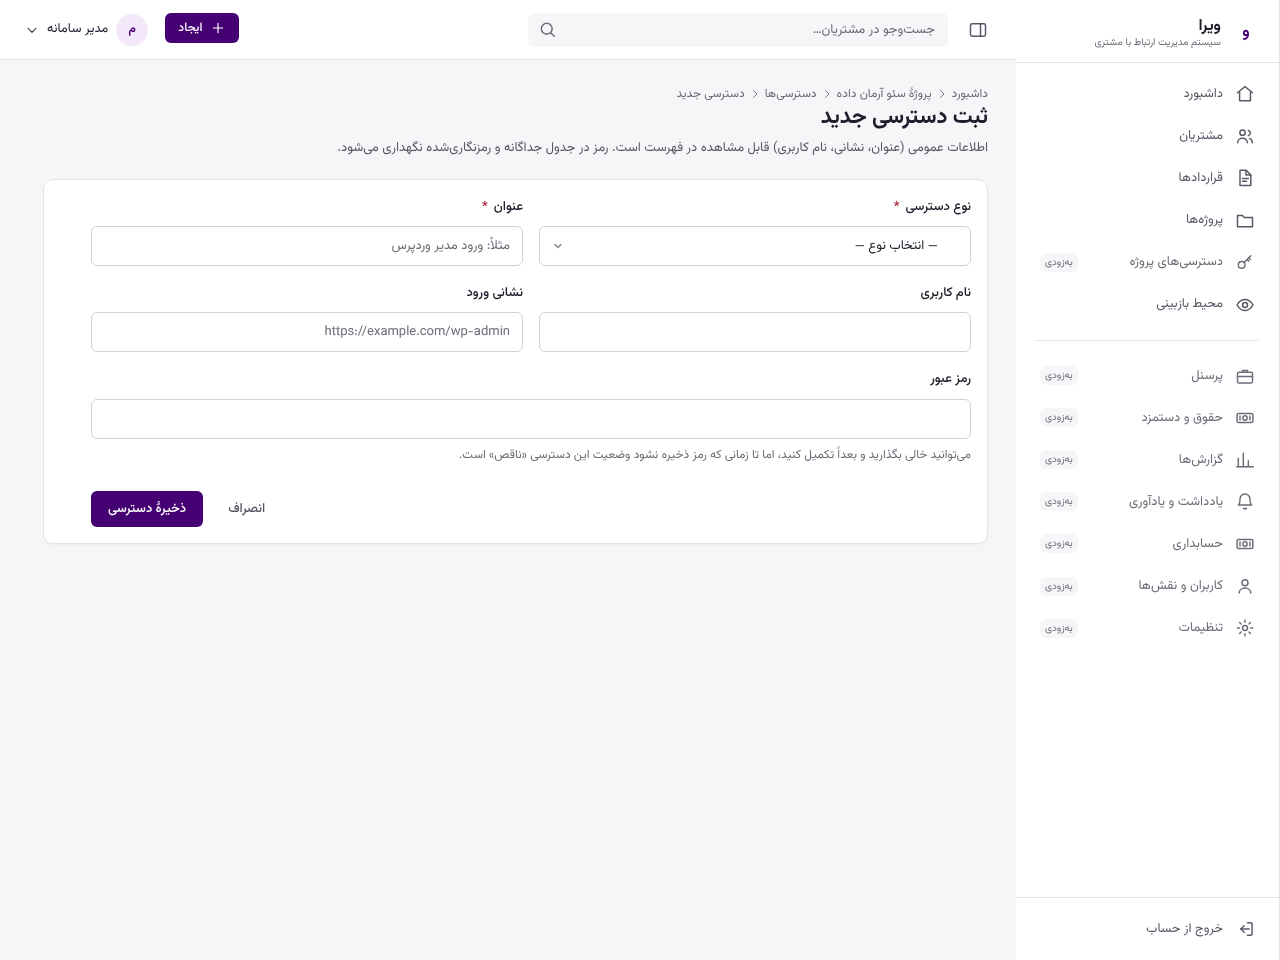 و
ویرا
سیستم مدیریت ارتباط با مشتری
داشبورد
مشتریان
قراردادها
پروژه‌ها
دسترسی‌های پروژه
به‌زودی
محیط بازبینی
پرسنل
به‌زودی
حقوق و دستمزد
به‌زودی
گزارش‌ها
به‌زودی
یادداشت و یادآوری
به‌زودی
حسابداری
به‌زودی
کاربران و نقش‌ها
به‌زودی
تنظیمات
به‌زودی
خروج از حساب
جست‌وجو در مشتریان...
ایجاد
م
مدیر سامانه
داشبورد
پروژهٔ سئو آرمان داده
دسترسی‌ها
دسترسی جدید
ثبت دسترسی جدید
اطلاعات عمومی (عنوان، نشانی، نام کاربری) قابل مشاهده در فهرست است. رمز در جدول جداگانه و رمزنگاری‌شده نگهداری می‌شود.
نوع دسترسی *
— انتخاب نوع —
عنوان *
مثلاً: ورود مدیر وردپرس
نام کاربری
نشانی ورود
https://example.com/wp-admin
رمز عبور
می‌توانید خالی بگذارید و بعداً تکمیل کنید، اما تا زمانی که رمز ذخیره نشود وضعیت این دسترسی «ناقص» است.
انصراف
ذخیرهٔ دسترسی